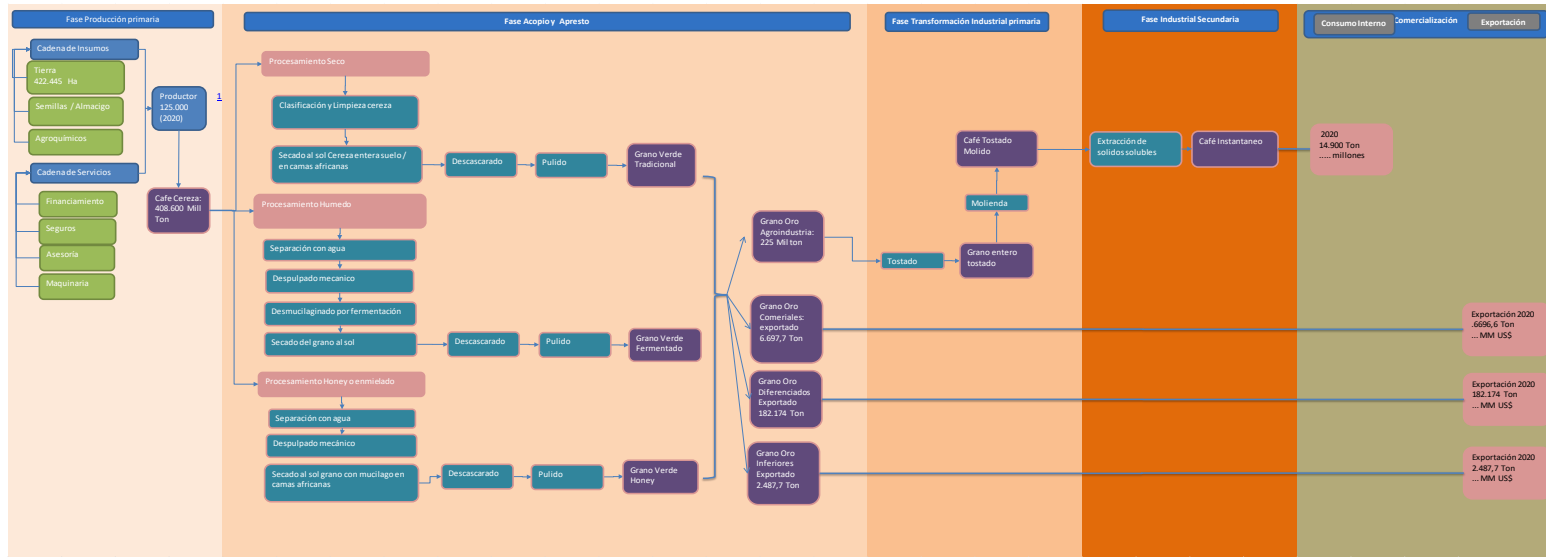 Fase Producción primaria
Cadena de Insumos
Tierra
422.445 Ha
Semillas / Almacigo
Agroquímicos
Cadena de Servicios
Financiamiento
Seguros
Asesoría
Maquinaria
Productor
125.000
(2020)
1
Cafe Cereza:
408.600 Mill
Ton
Fase Acopio y Apresto
Procesamiento Seco
Clasificación y Limpieza cereza
Secado al sol Cereza entera suelo /
en camas africanas
Descascarado
Pulido
Grano Verde
Tradicional
Procesamiento Humedo
Separación con agua
Despulpado mecanico
Desmucilaginado por fermentación
Secado del grano al sol
Descascarado
Pulido
Grano Verde
Fermentado
Procesamiento Honey o enmielado
Separación con agua
Despulpado mecánico
Secado al sol grano con mucilago en
camas africanas
Descascarado
Pulido
Grano Verde
Honey
Grano Oro
Agroindustria:
225 Mil ton
Grano Oro
Comeriales:
exportado
6.697,7 Ton
Grano Oro
Diferenciados
Exportado
182.174 Ton
Grano Oro
Inferiores
Exportado
2.487,7 Ton
Fase Transformación Industrial primaria
Café Tostado
Molido
Molienda
Tostado
Grano entero
tostado
Fase Industrial Secundaria
Extracción de
solidos solubles
Café Instantaneo
Comercialización
Consumo Interno
Exportación
2020
14.900 Ton
..... millones
Exportación 2020
.6696,6 Ton
... MM US$
Exportación 2020
182.174 Ton
... MM US$
Exportación 2020
2.487,7 Ton
... MM US$